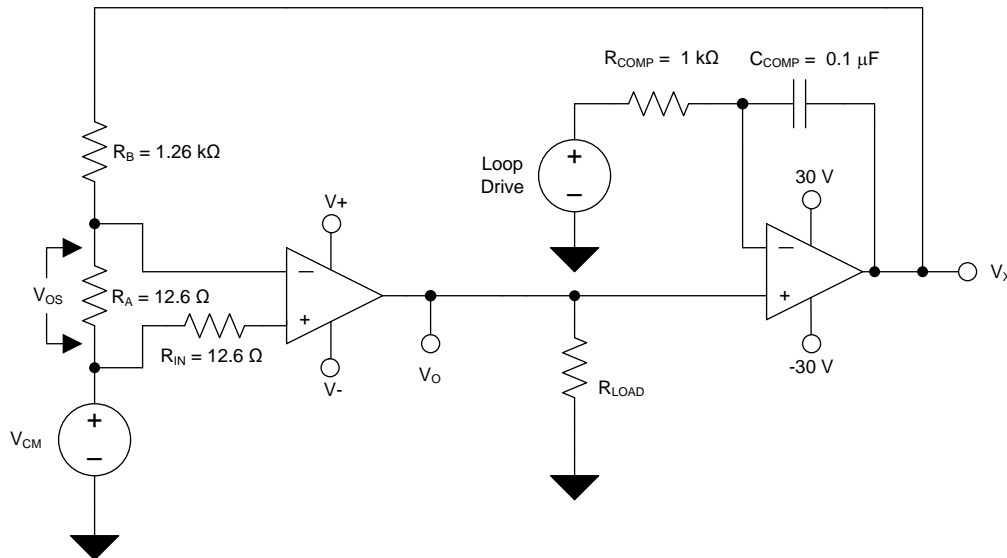 R_COMP = 1 kΩ
C_COMP = 0.1 μF
R_B = 1.26 kΩ
Loop
Drive
+
−
30 V
V+
−
+
V_OS
R_A = 12.6 Ω
−
+
V_X
R_IN = 12.6 Ω
V-
V_O
-30 V
R_LOAD
V_CM
+
−